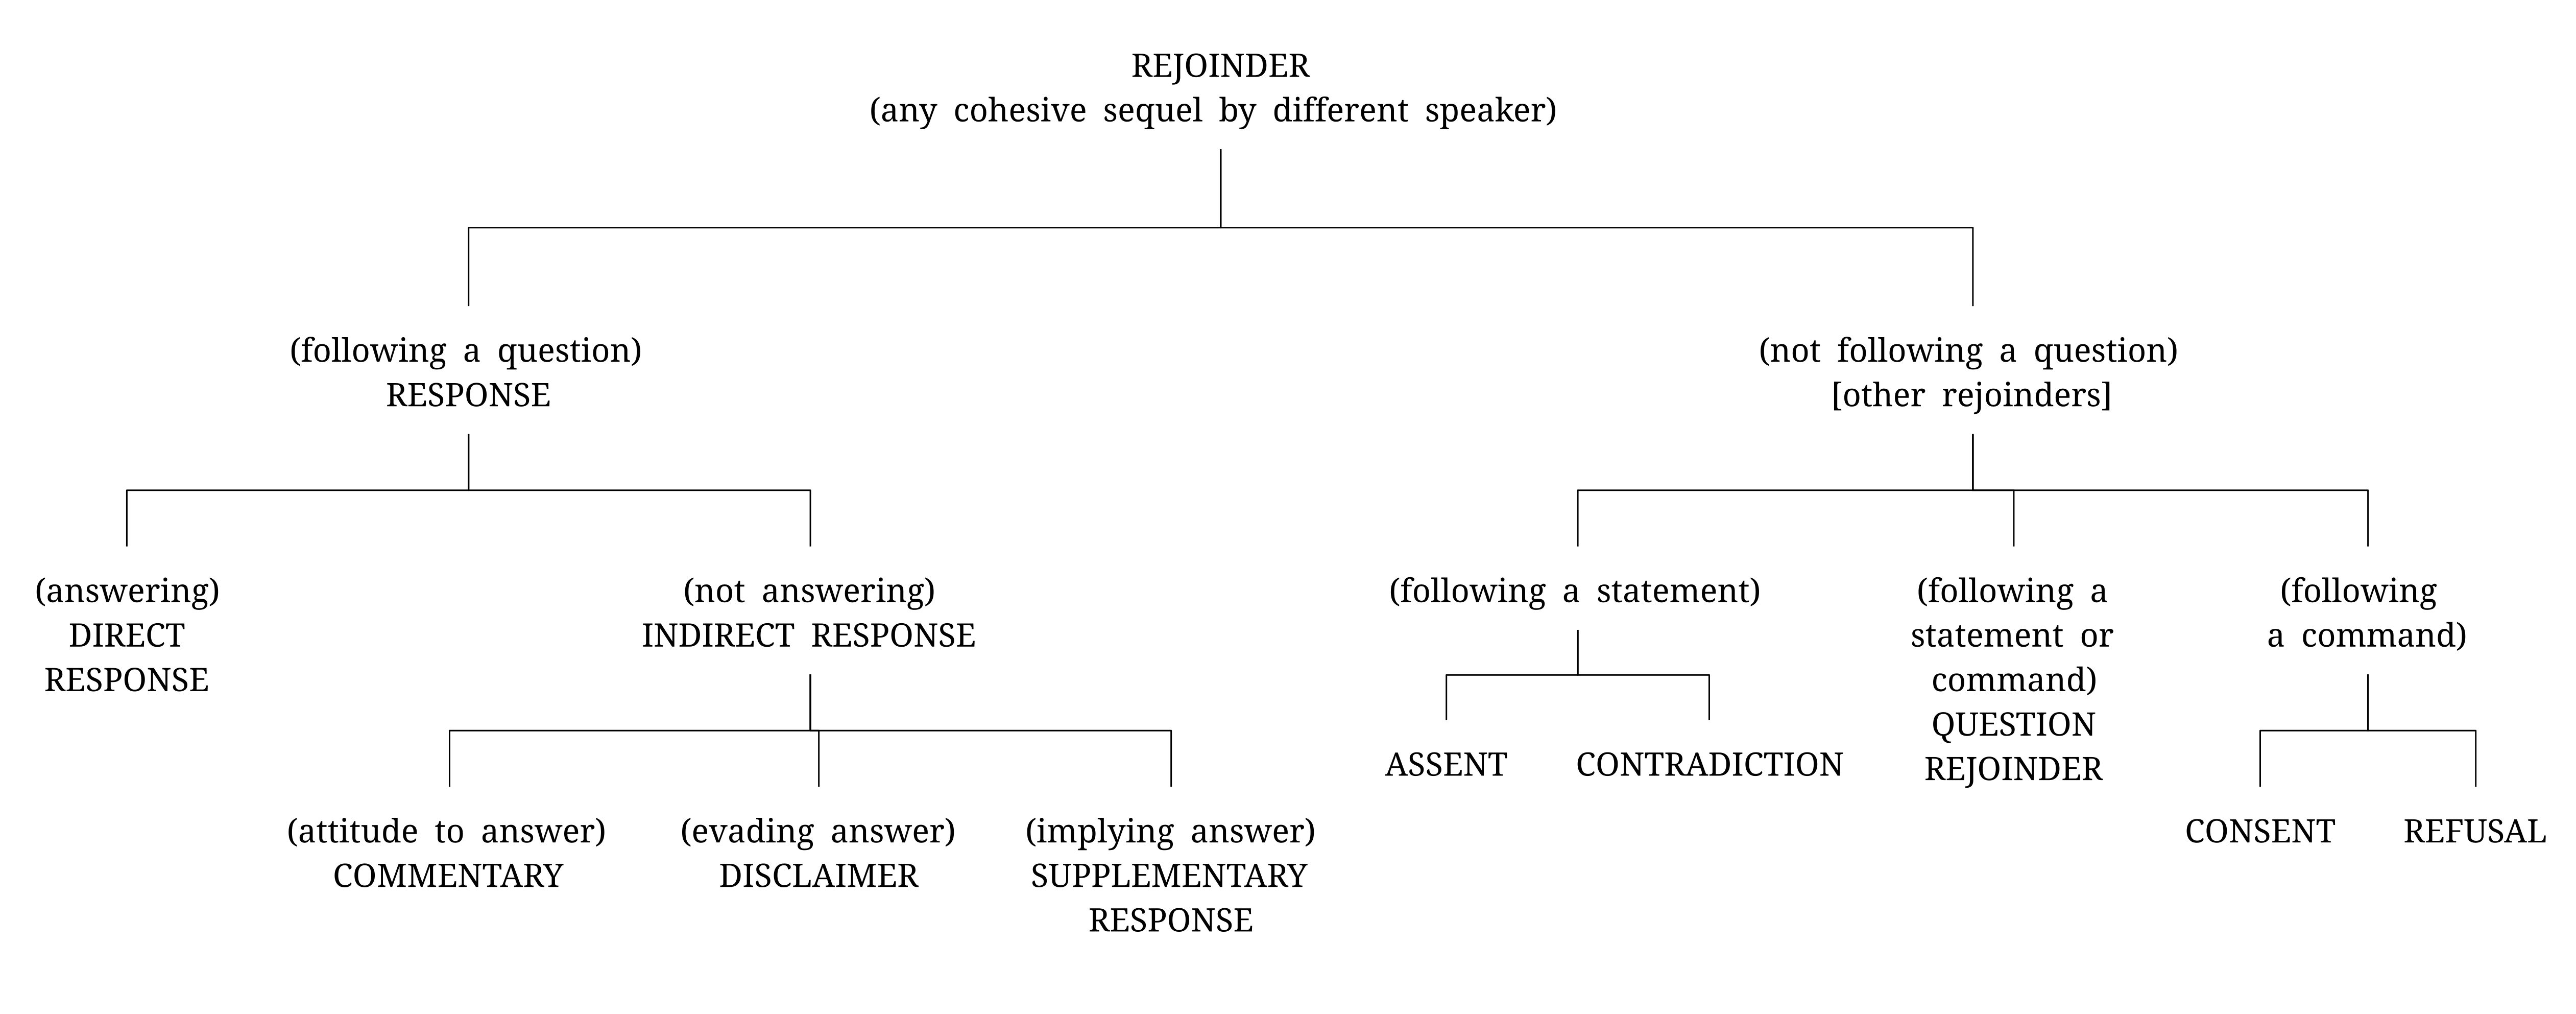 REJOINDER
(any cohesive sequel by different speaker)
(following a question)
RESPONSE
(not following a question)
[other rejoinders]
(answering)
DIRECT
RESPONSE
(not answering)
INDIRECT RESPONSE
(attitude to answer)
COMMENTARY
(evading answer)
DISCLAIMER
(implying answer)
SUPPLEMENTARY
RESPONSE
(following a statement)
ASSENT
CONTRADICTION
(following a
statement or
command)
QUESTION
REJOINDER
(following
a command)
CONSENT
REFUSAL